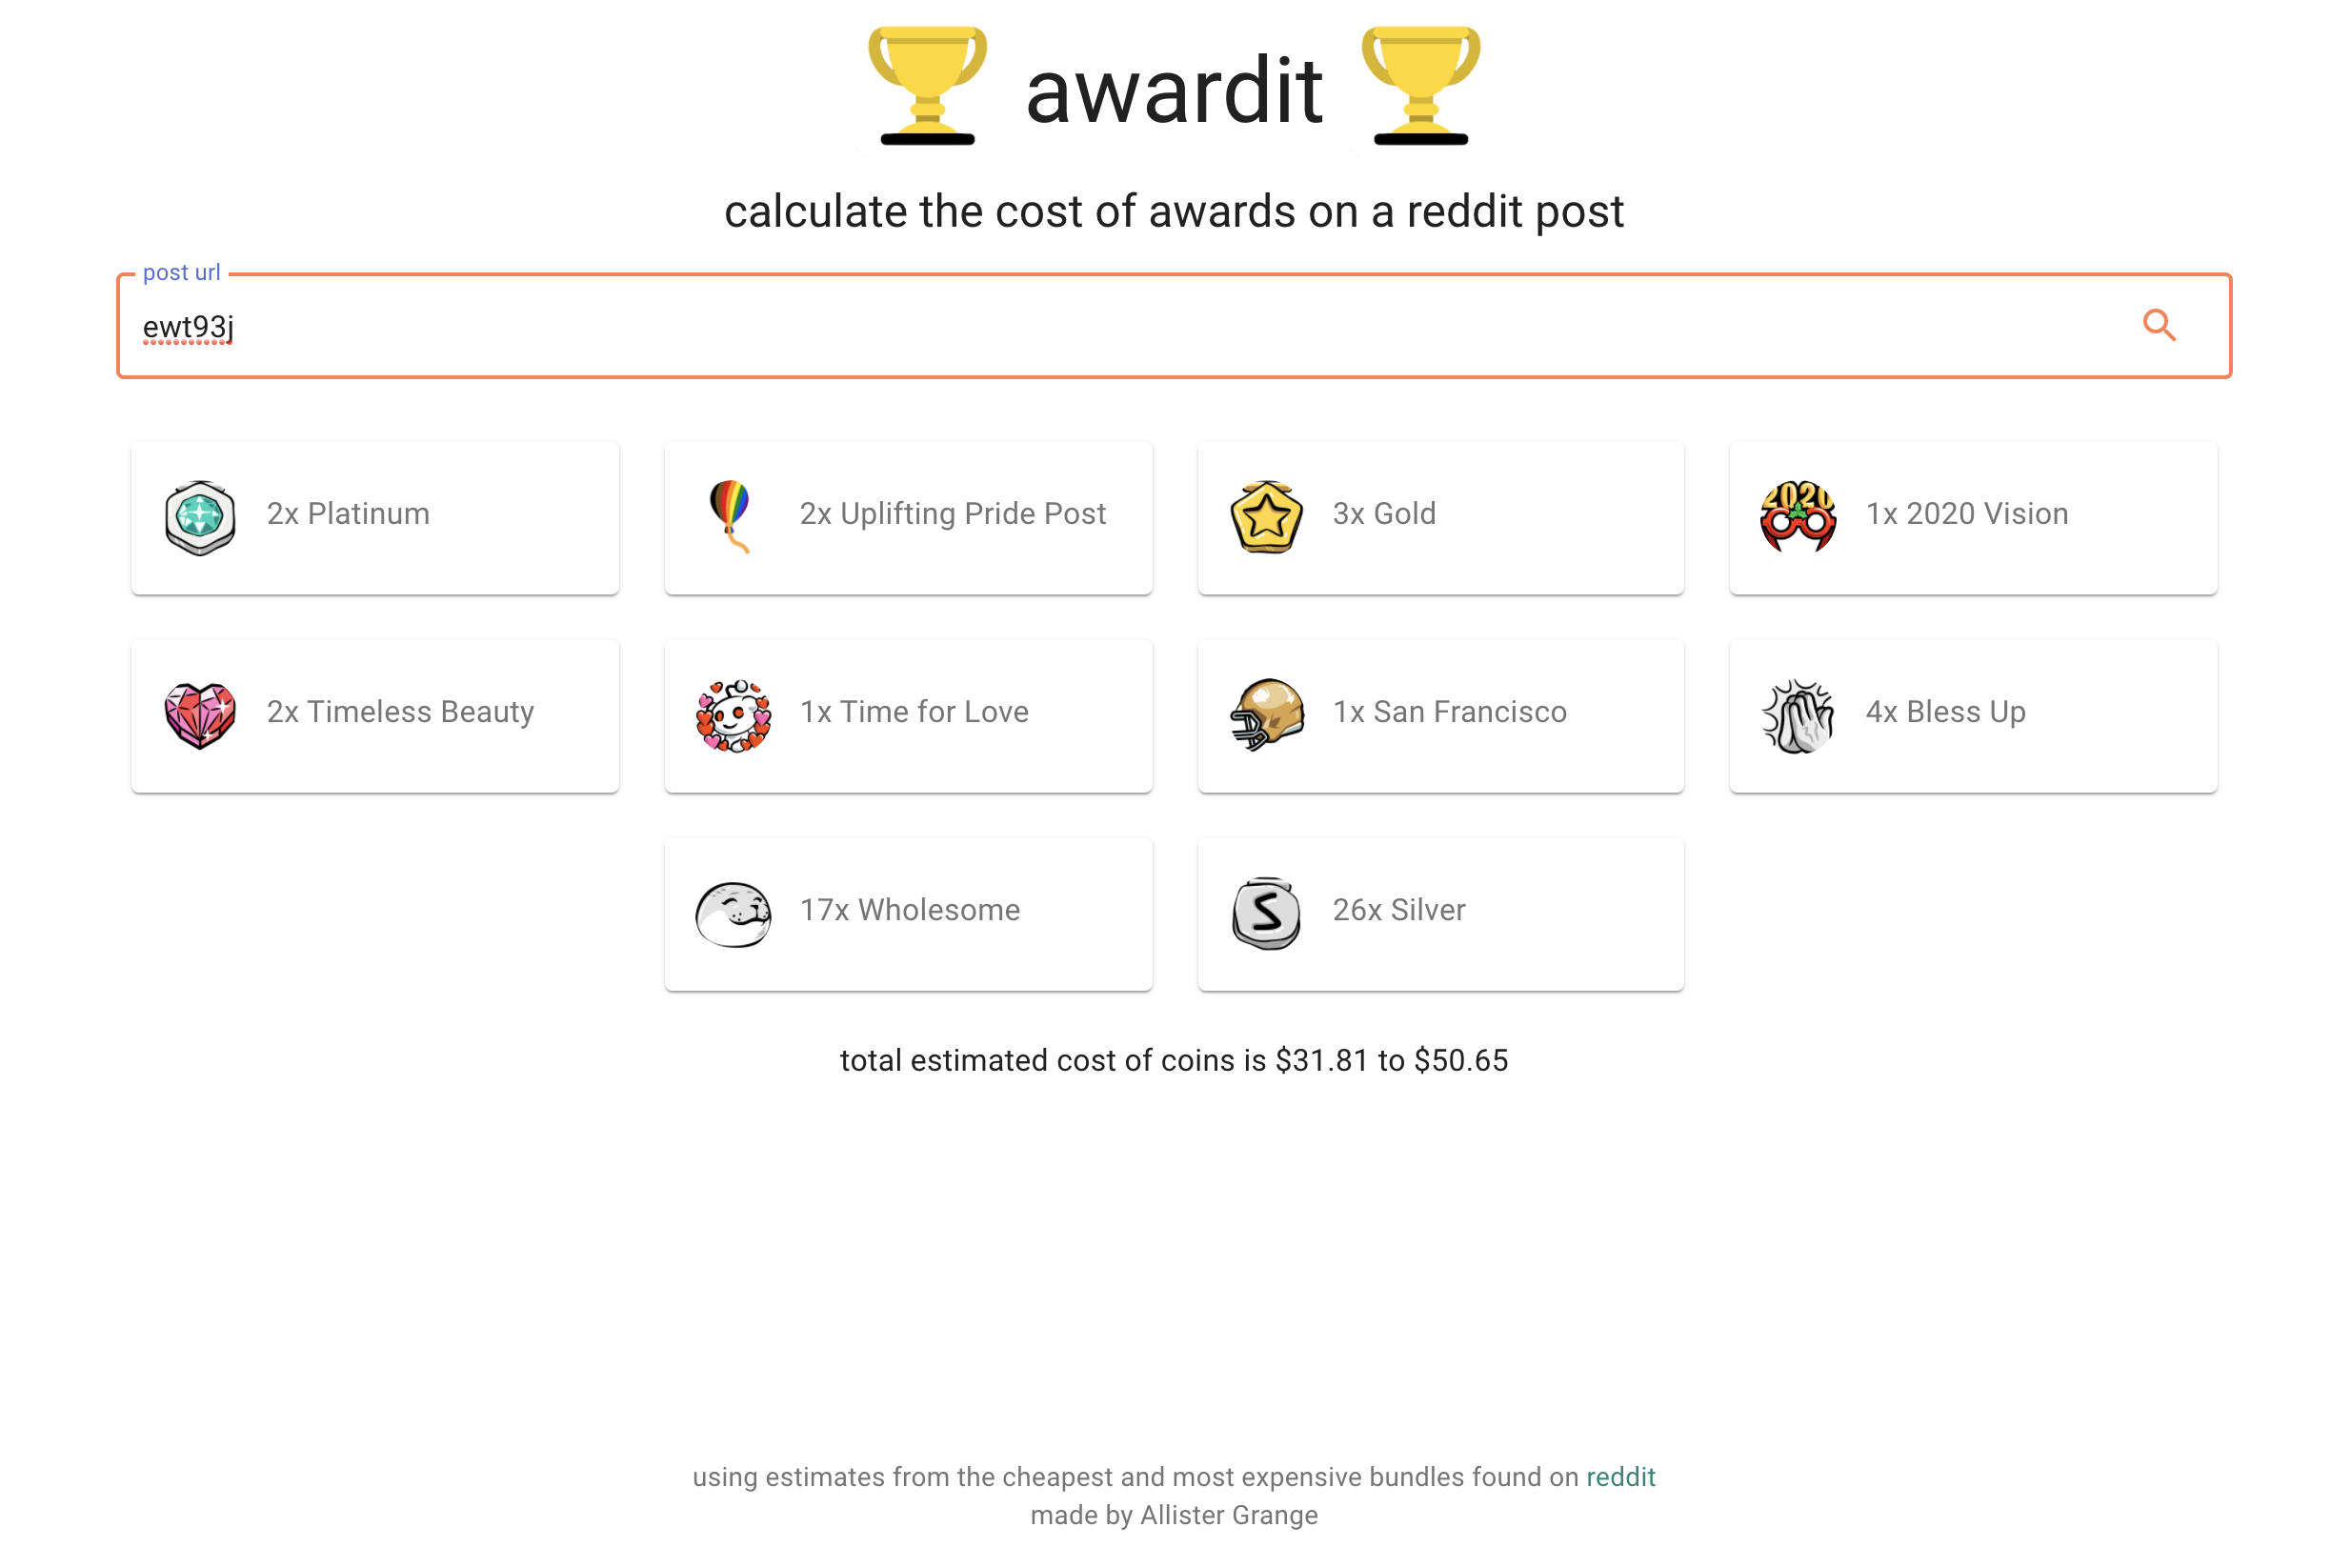 awardit
calculate the cost of awards on a reddit post
post url
ewt93j
2x Platinum
2x Uplifting Pride Post
3x Gold
2020
1x 2020 Vision
2x Timeless Beauty
1x Time for Love
1x San Francisco
4x Bless Up
17x Wholesome
S
26x Silver
total estimated cost of coins is $31.81 to $50.65
using estimates from the cheapest and most expensive bundles found on reddit
made by Allister Grange